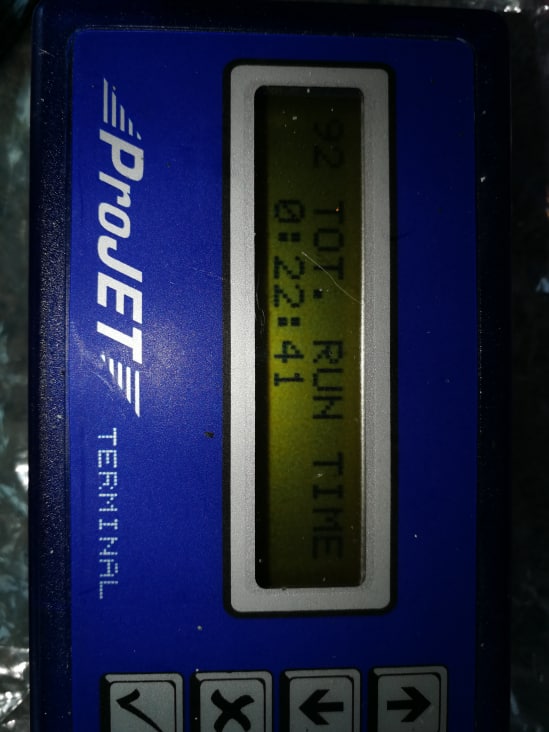 92 TOT. RUN TIME
0:22:41
PROJET TERMINAL